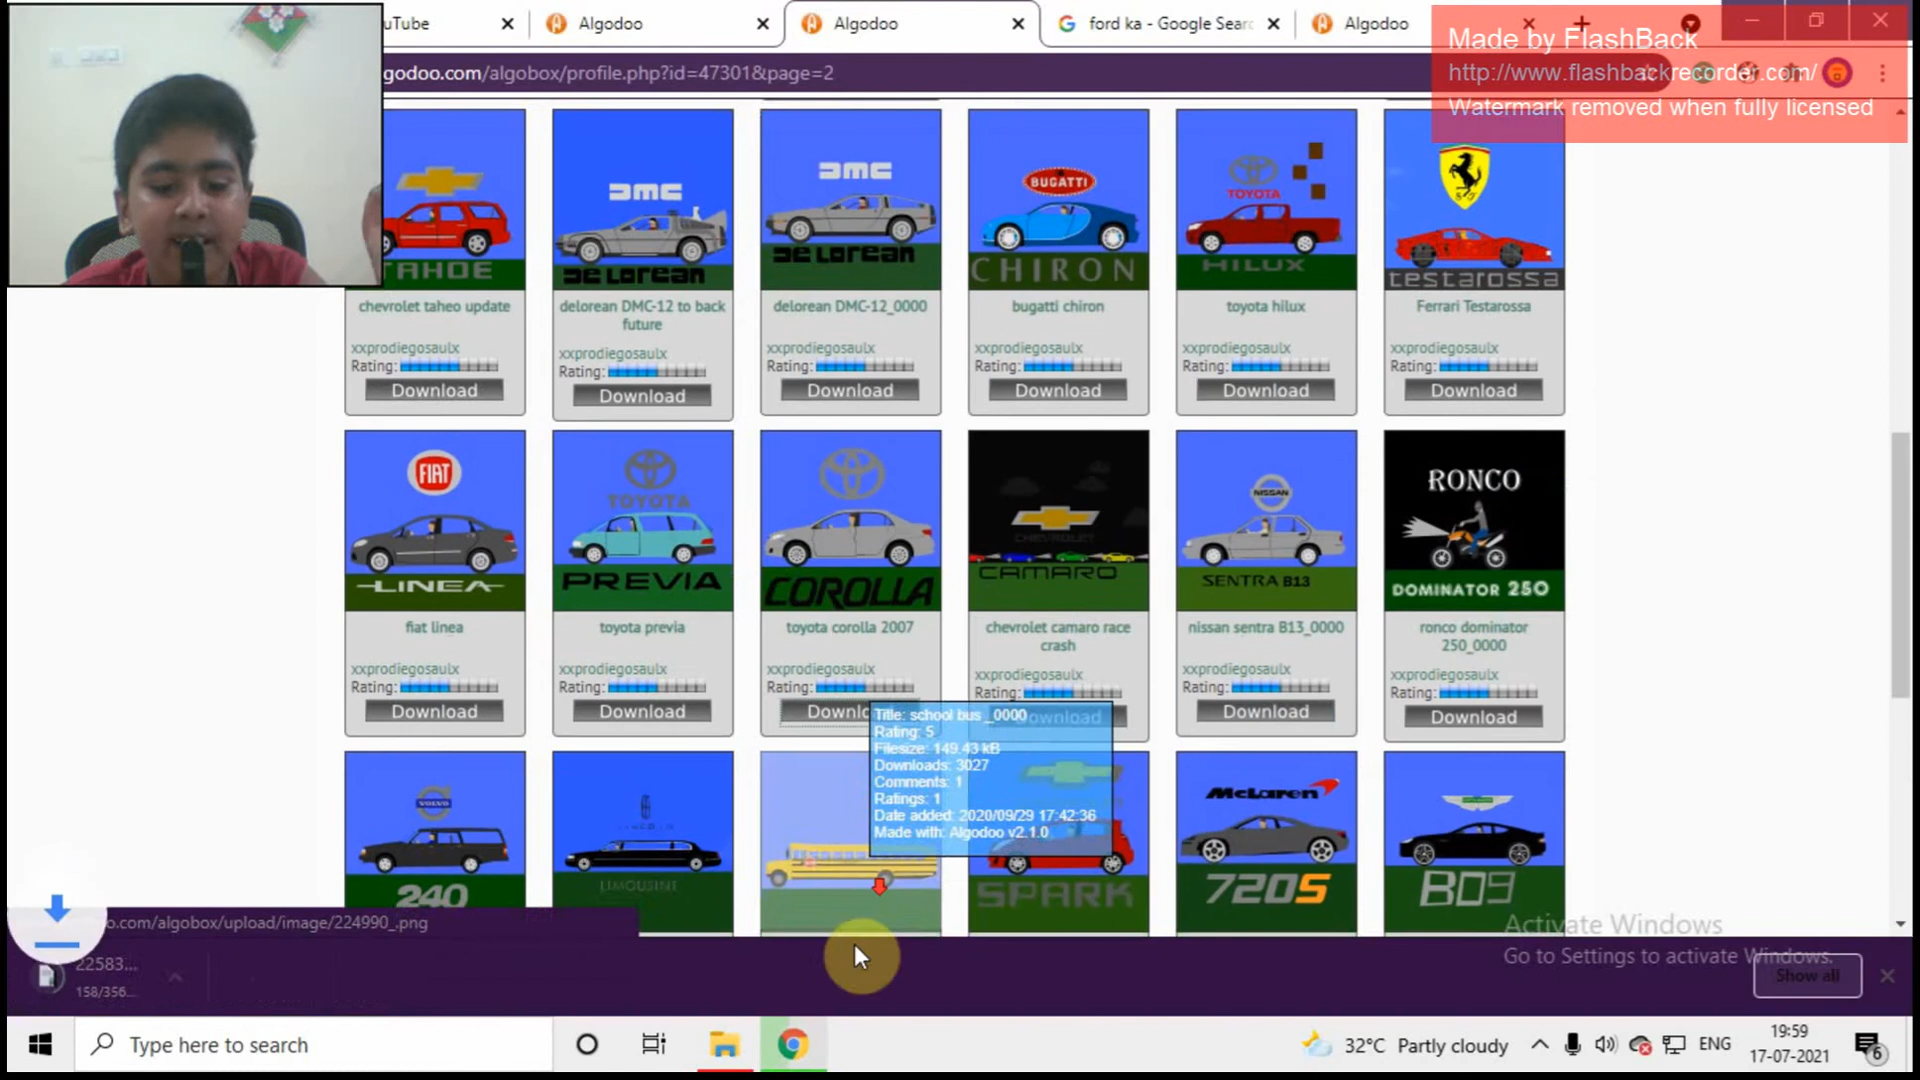 uTube
Algodoo
Algodoo
ford ka - Google Searc
Algodoo
Made by FlashBack
http://www.flashbackrecorder.com/
Watermark removed when fully licensed
godoo.com/algobox/profile.php?id=47301&page=2
TAHOE
chevrolet taheo update
xxprodiegosaulx
Rating:
Download
DMC
DeLorean
delorean DMC-12 to back
future
xxprodiegosaulx
Rating:
Download
DMC
DeLorean
delorean DMC-12_0000
xxprodiegosaulx
Rating:
Download
BUGATTI
CHIRON
bugatti chiron
xxprodiegosaulx
Rating:
Download
TOYOTA
HILUX
toyota hilux
xxprodiegosaulx
Rating:
Download
testarossa
Ferrari Testarossa
xxprodiegosaulx
Rating:
Download
FIAT
LINEA
fiat linea
xxprodiegosaulx
Rating:
Download
TOYOTA
PREVIA
toyota previa
xxprodiegosaulx
Rating:
Download
COROLLA
toyota corolla 2007
xxprodiegosaulx
Rating:
Downlo
CHEVROLET
CAMARO
chevrolet camaro race
crash
xxprodiegosaulx
Rating:
ownload
NISSAN
SENTRA B13
nissan sentra B13_0000
xxprodiegosaulx
Rating:
Download
RONCO
DOMINATOR 250
ronco dominator
250_0000
xxprodiegosaulx
Rating:
Download
Title: school bus _0000
Rating: 5
Filesize: 149.43 kB
Downloads: 3027
Comments: 1
Ratings: 1
Date added: 2020/09/29 17:42:36
Made with: Algodoo v2.1.0
VOLVO
240
LINCOLN
LIMOUSINE
SPARK
McLaren
720S
BO9
o.com/algobox/upload/image/224990_.png
22583...
158/356...
Activate Windows
Go to Settings to activate Windows.
Show all
Type here to search
32°C Partly cloudy
ENG
19:59
17-07-2021
6